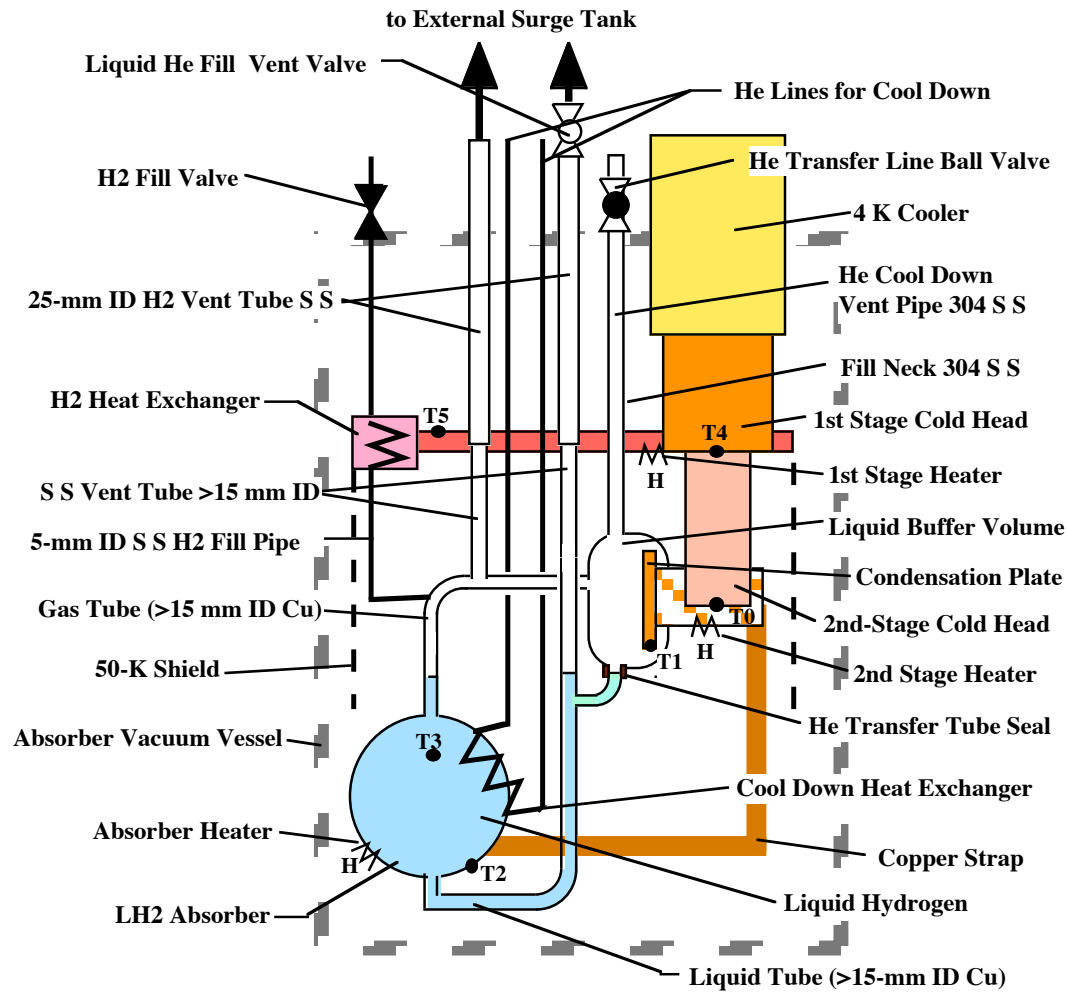 to External Surge Tank
Liquid He Fill Vent Valve
He Lines for Cool Down
He Transfer Line Ball Valve
H2 Fill Valve
4 K Cooler
He Cool Down
Vent Pipe 304 S S
25-mm ID H2 Vent Tube S S
Fill Neck 304 S S
H2 Heat Exchanger
T5
T4
1st Stage Cold Head
H
1st Stage Heater
S S Vent Tube >15 mm ID
Liquid Buffer Volume
5-mm ID S S H2 Fill Pipe
Condensation Plate
Gas Tube (>15 mm ID Cu)
T0
2nd-Stage Cold Head
H
T1
50-K Shield
2nd Stage Heater
He Transfer Tube Seal
Absorber Vacuum Vessel
T3
Cool Down Heat Exchanger
Absorber Heater
H
T2
Copper Strap
LH2 Absorber
Liquid Hydrogen
Liquid Tube (>15-mm ID Cu)